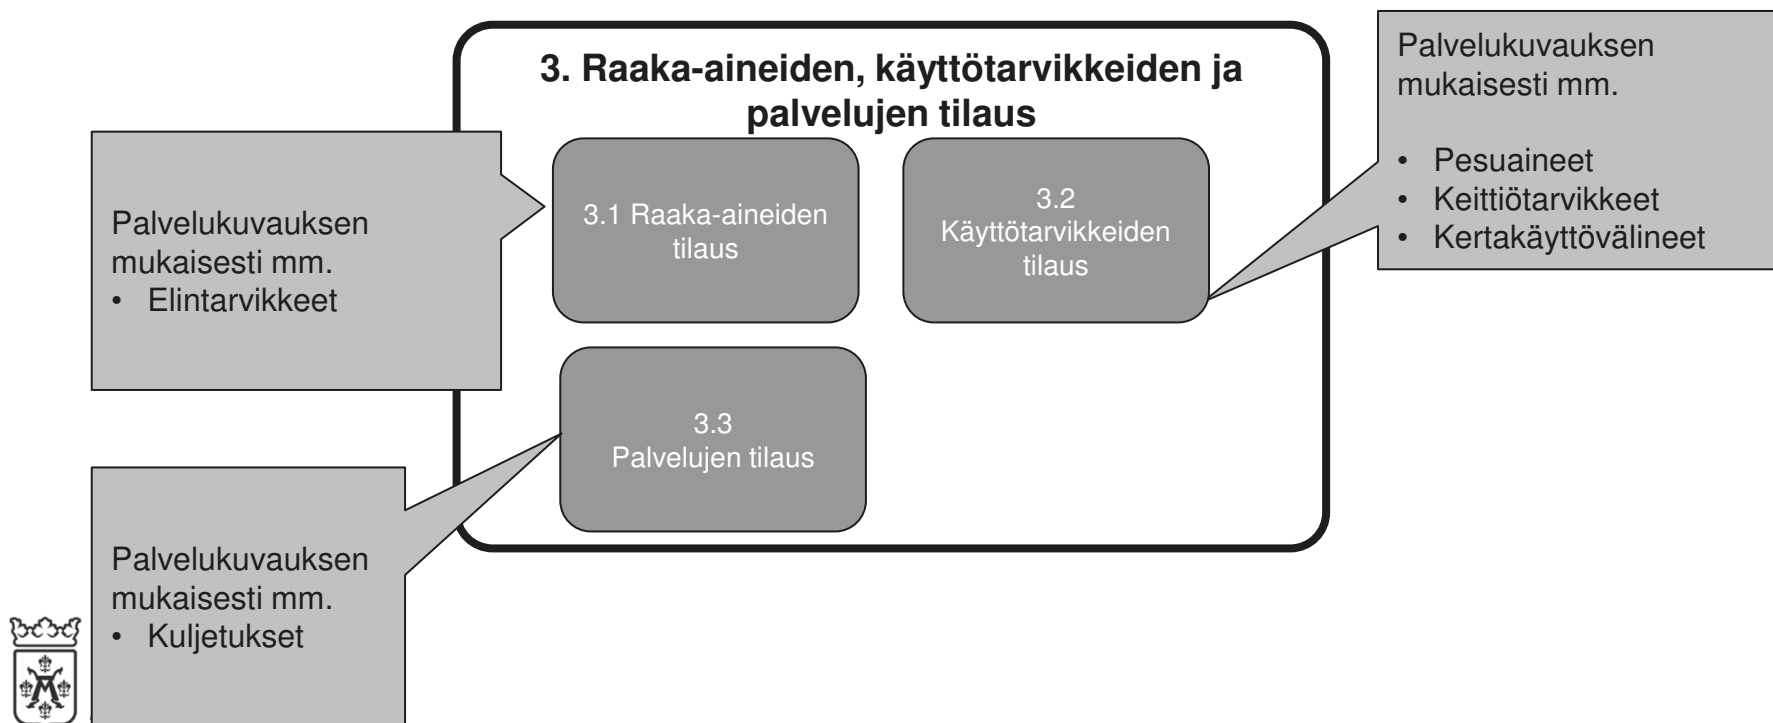 3. Raaka-aineiden, käyttötarvikkeiden ja
palvelujen tilaus
Palvelukuvauksen
mukaisesti mm.
• Elintarvikkeet
3.1 Raaka-aineiden
tilaus
3.2
Käyttötarvikkeiden
tilaus
Palvelukuvauksen
mukaisesti mm.
• Pesuaineet
• Keittiötarvikkeet
• Kertakäyttövälineet
3.3
Palvelujen tilaus
Palvelukuvauksen
mukaisesti mm.
• Kuljetukset